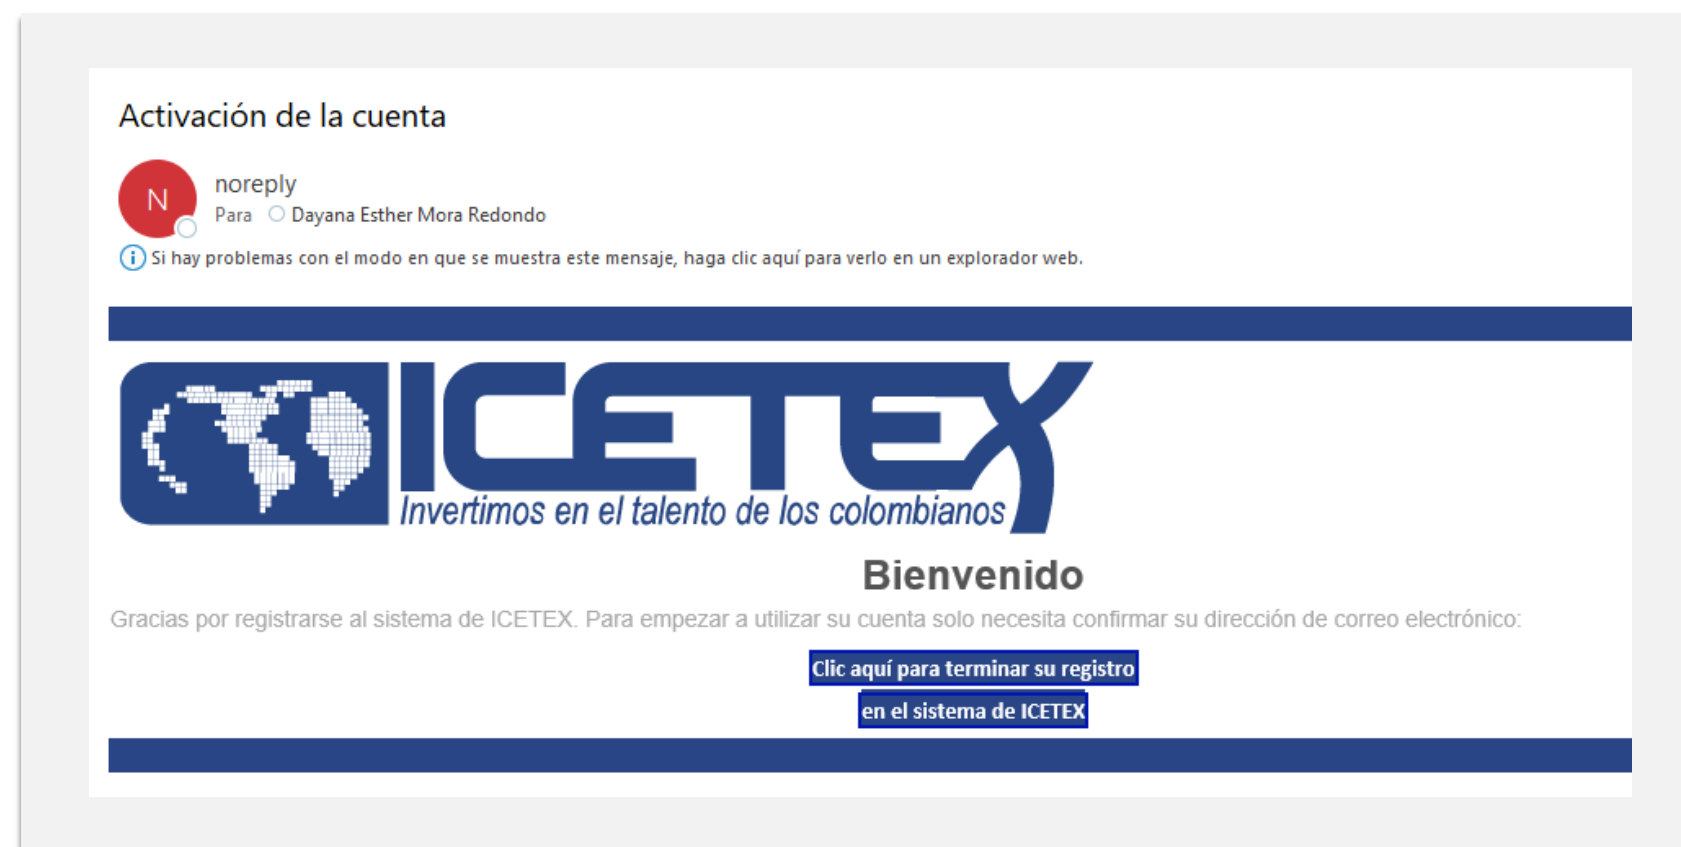 Activación de la cuenta
N
noreply
Para Dayana Esther Mora Redondo
Si hay problemas con el modo en que se muestra este mensaje, haga clic aquí para verlo en un explorador web.
ICETEX
Invertimos en el talento de los colombianos
Bienvenido
Gracias por registrarse al sistema de ICETEX. Para empezar a utilizar su cuenta solo necesita confirmar su dirección de correo electrónico:
Clic aquí para terminar su registro
en el sistema de ICETEX